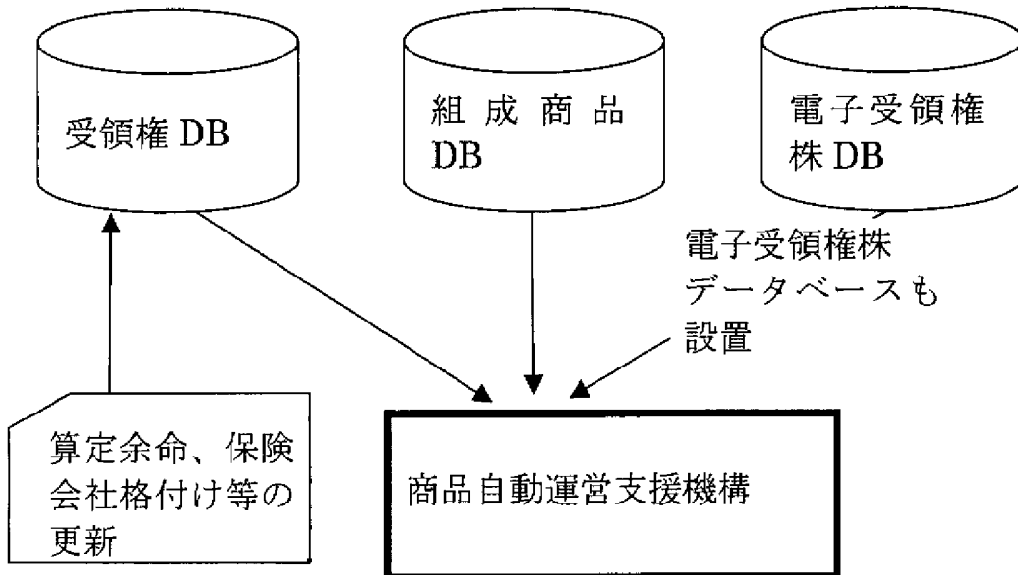 受領権 DB
組成商品
DB
電子受領権
株 DB
電子受領権株
データベースも
設置
算定余命、保険
会社格付け等の
更新
商品自動運営支援機構